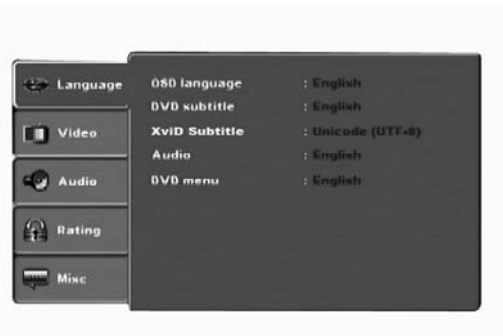 Language
Video
Audio
Rating
Misc
OSD language : English
DVD subtitle : English
XviD Subtitle : Unicode (UTF-8)
Audio : English
DVD menu : English